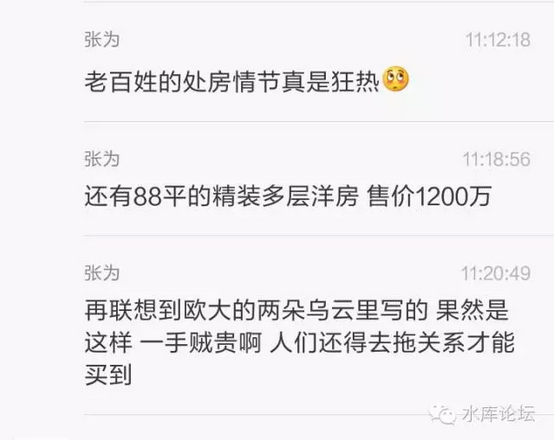 张为 11:12:18
老百姓的处房情节真是狂热
张为 11:18:56
还有88平的精装多层洋房 售价1200万
张为 11:20:49
再联想到欧大的两朵乌云里写的 果然是
这样 一手贼贵啊 人们还得去拖关系才能
买到
水库论坛